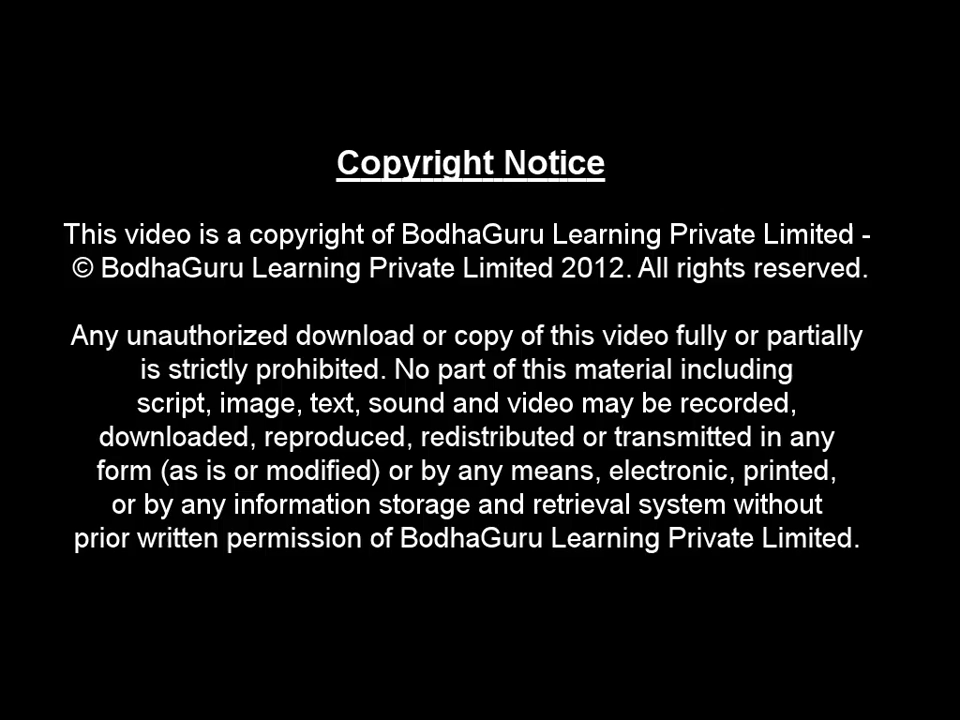 Copyright Notice
This video is a copyright of BodhaGuru Learning Private Limited -
© BodhaGuru Learning Private Limited 2012. All rights reserved.
Any unauthorized download or copy of this video fully or partially
is strictly prohibited. No part of this material including
script, image, text, sound and video may be recorded,
downloaded, reproduced, redistributed or transmitted in any
form (as is or modified) or by any means, electronic, printed,
or by any information storage and retrieval system without
prior written permission of BodhaGuru Learning Private Limited.